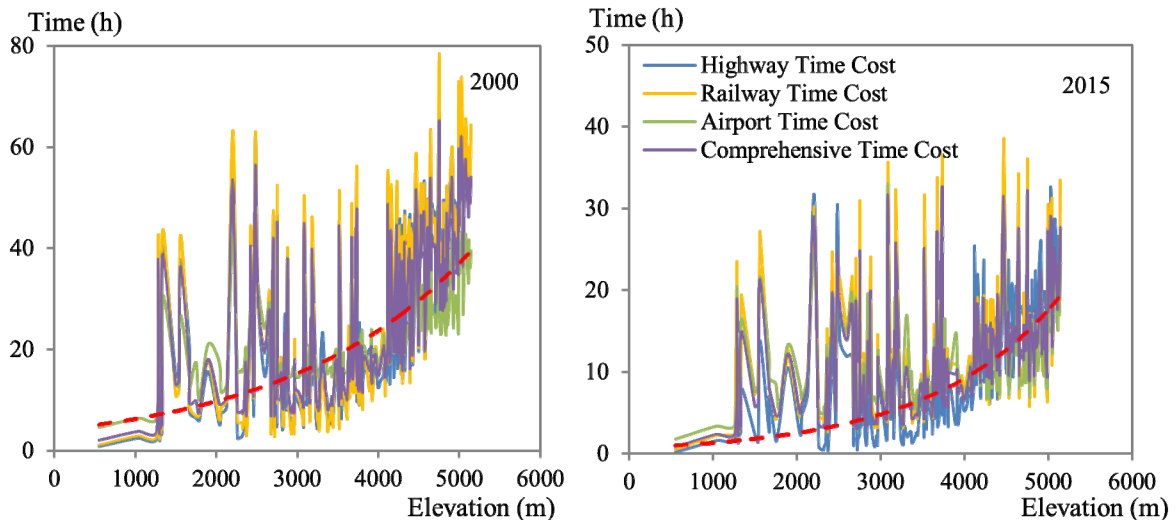 Time (h)
80
60
40
20
0
2000
0 1000 2000 3000 4000 5000 6000
Elevation (m)
Time (h)
50
40
30
20
10
0
Highway Time Cost
Railway Time Cost
Airport Time Cost
Comprehensive Time Cost
2015
0 1000 2000 3000 4000 5000 6000
Elevation (m)